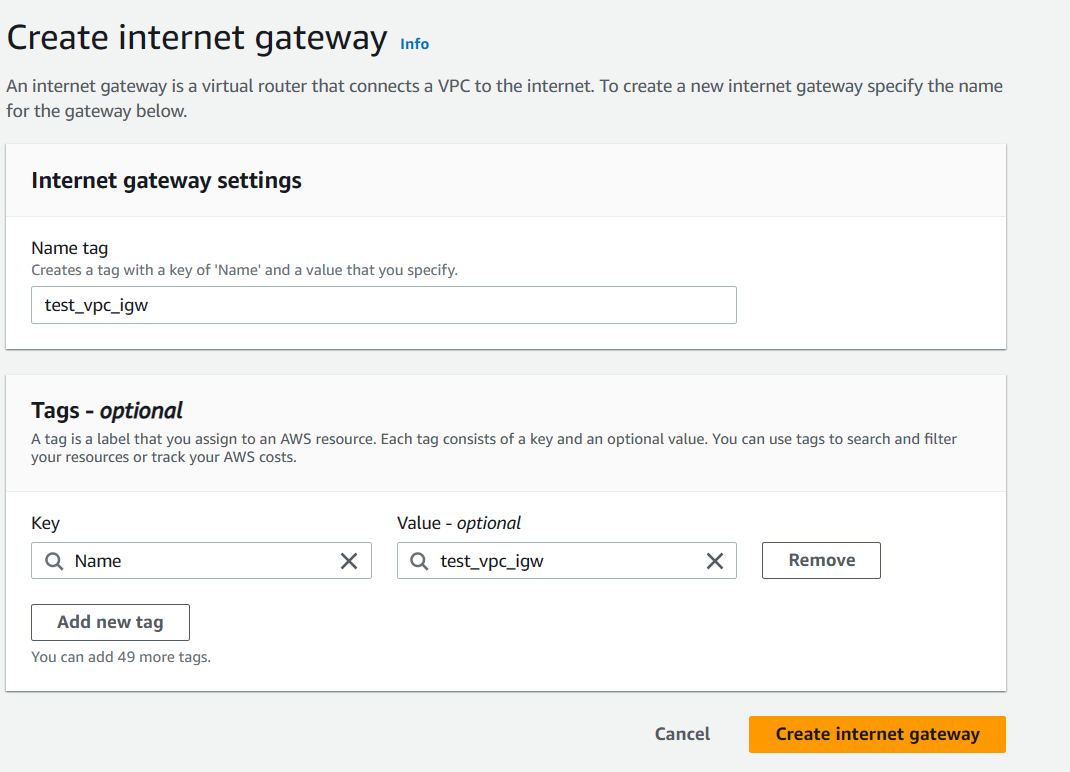 Create internet gateway Info
An internet gateway is a virtual router that connects a VPC to the internet. To create a new internet gateway specify the name
for the gateway below.
Internet gateway settings
Name tag
Creates a tag with a key of 'Name' and a value that you specify.
test_vpc_igw
Tags - optional
A tag is a label that you assign to an AWS resource. Each tag consists of a key and an optional value. You can use tags to search and filter
your resources or track your AWS costs.
Key Value - optional
Name test_vpc_igw Remove
Add new tag
You can add 49 more tags.
Cancel Create internet gateway